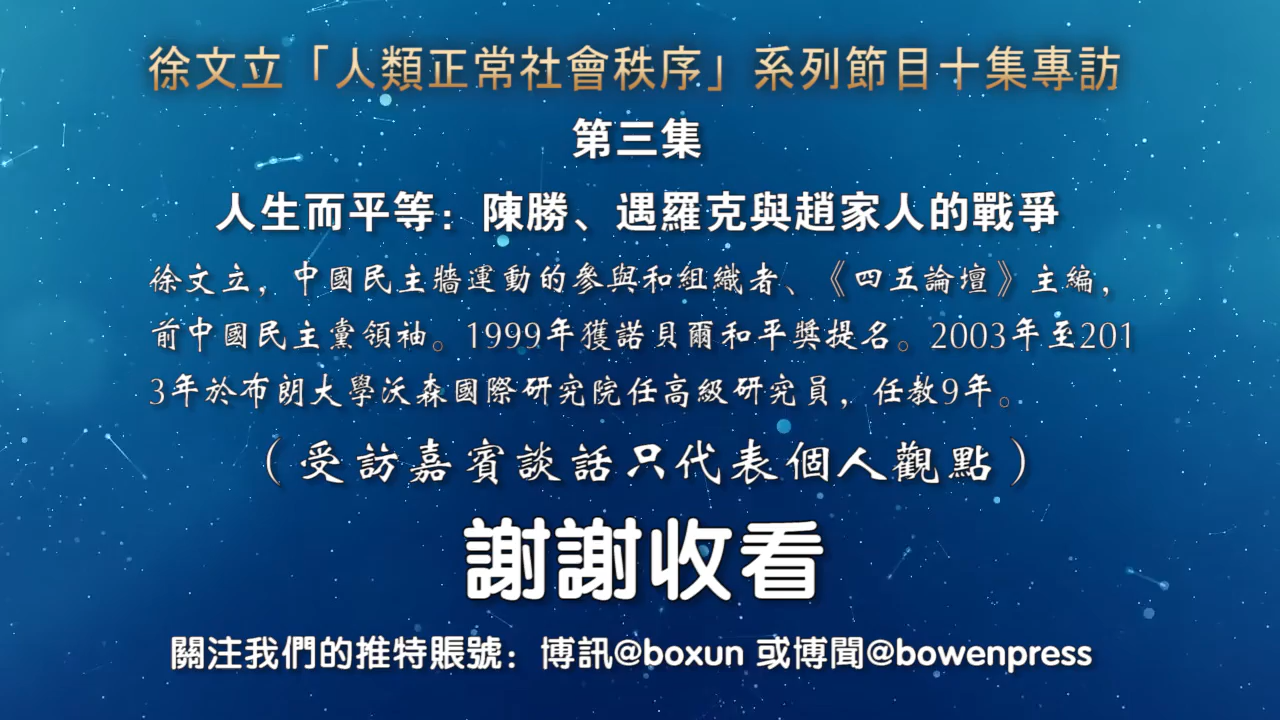 徐文立「人類正常社會秩序」系列節目十集專訪
第三集
人生而平等：陳勝、遇羅克與趙家人的戰爭
徐文立，中國民主牆運動的參與和組織者、《四五論壇》主編，
前中國民主黨領袖。1999年獲諾貝爾和平獎提名。2003年至201
3年於布朗大學沃森國際研究院任高級研究員，任教9年。
（受訪嘉賓談話只代表個人觀點）
謝謝收看
關注我們的推特賬號：博訊@boxun 或博聞@bowenpress